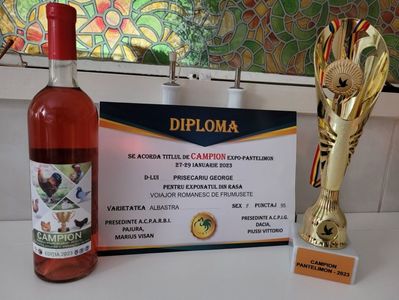 DIPLOMA
SE ACORDA TITLUL DE CAMPION EXPO-PANTELIMON
27-29 IANUARIE 2023
D-LUI PRISECARIU GEORGE
PENTRU EXPONATUL DIN RASA
VOIAJOR ROMANESC DE FRUMUSETE
VARIETATEA ALBASTRA SEX F PUNCTAJ 95
PRESEDINTE A.C.P.A.R.B.I.
PAJURA,
MARIUS VISAN
PRESEDINTE A.C.P.I.G.
DACIA,
PIUSSI VITTORIO
CAMPION
EDITIA 2023
CAMPION
PANTELIMON - 2023